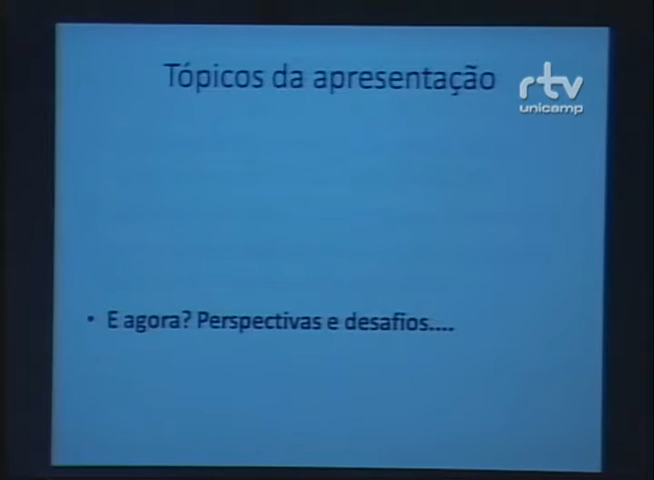 Tópicos da apresentação
rtv
unicamp
• E agora? Perspectivas e desafios....